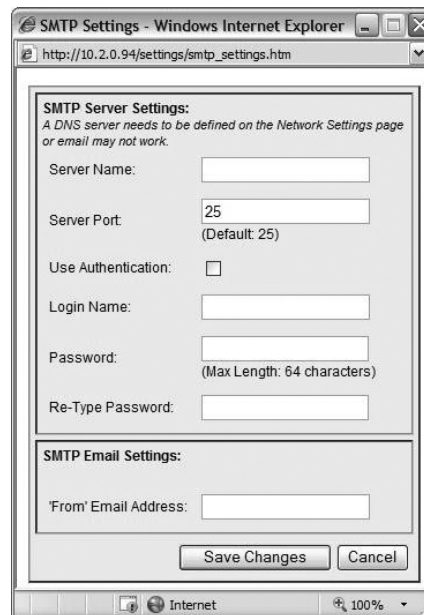 SMTP Settings - Windows Internet Explorer
http://10.2.0.94/settings/smtp_settings.htm
SMTP Server Settings:
A DNS server needs to be defined on the Network Settings page
or email may not work.
Server Name:
Server Port: 25
(Default: 25)
Use Authentication:
Login Name:
Password:
(Max Length: 64 characters)
Re-Type Password:
SMTP Email Settings:
'From' Email Address:
Save Changes Cancel
Internet 100%